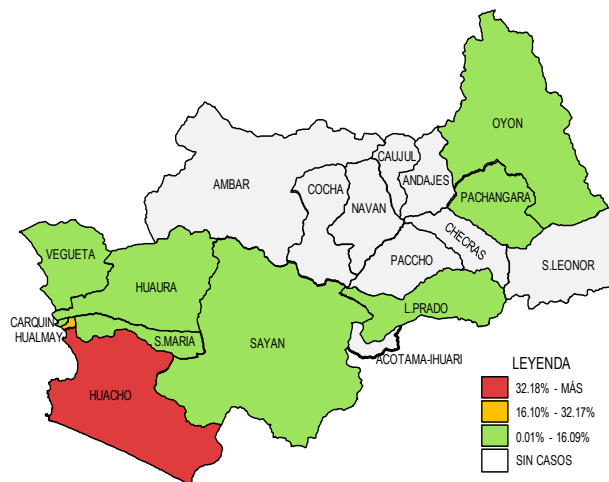 OYON
CAUJUL
ANDAJES
AMBAR
COCHA
NAVAN
PACHANGARA
CHECRAS
VEGUETA
PACCHO
S.LEONOR
HUAURA
L.PRADO
CARQUIN
HUALMAY
S.MARIA
SAYAN
ACOTAMA-IHUARI
HUACHO
LEYENDA
32.18% - MÁS
16.10% - 32.17%
0.01% - 16.09%
SIN CASOS